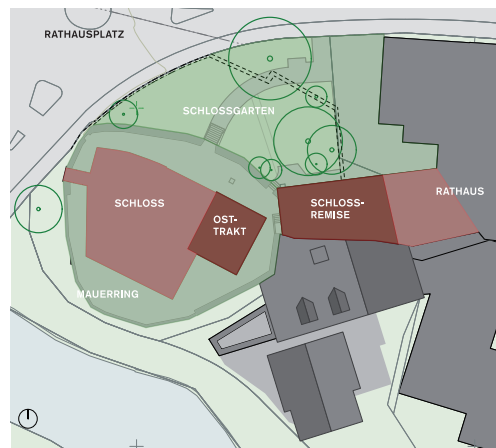 RATHAUSPLATZ
SCHLOSSGARTEN
SCHLOSS
OST-
TRAKT
SCHLOSS-
REMISE
RATHAUS
MAUERRING